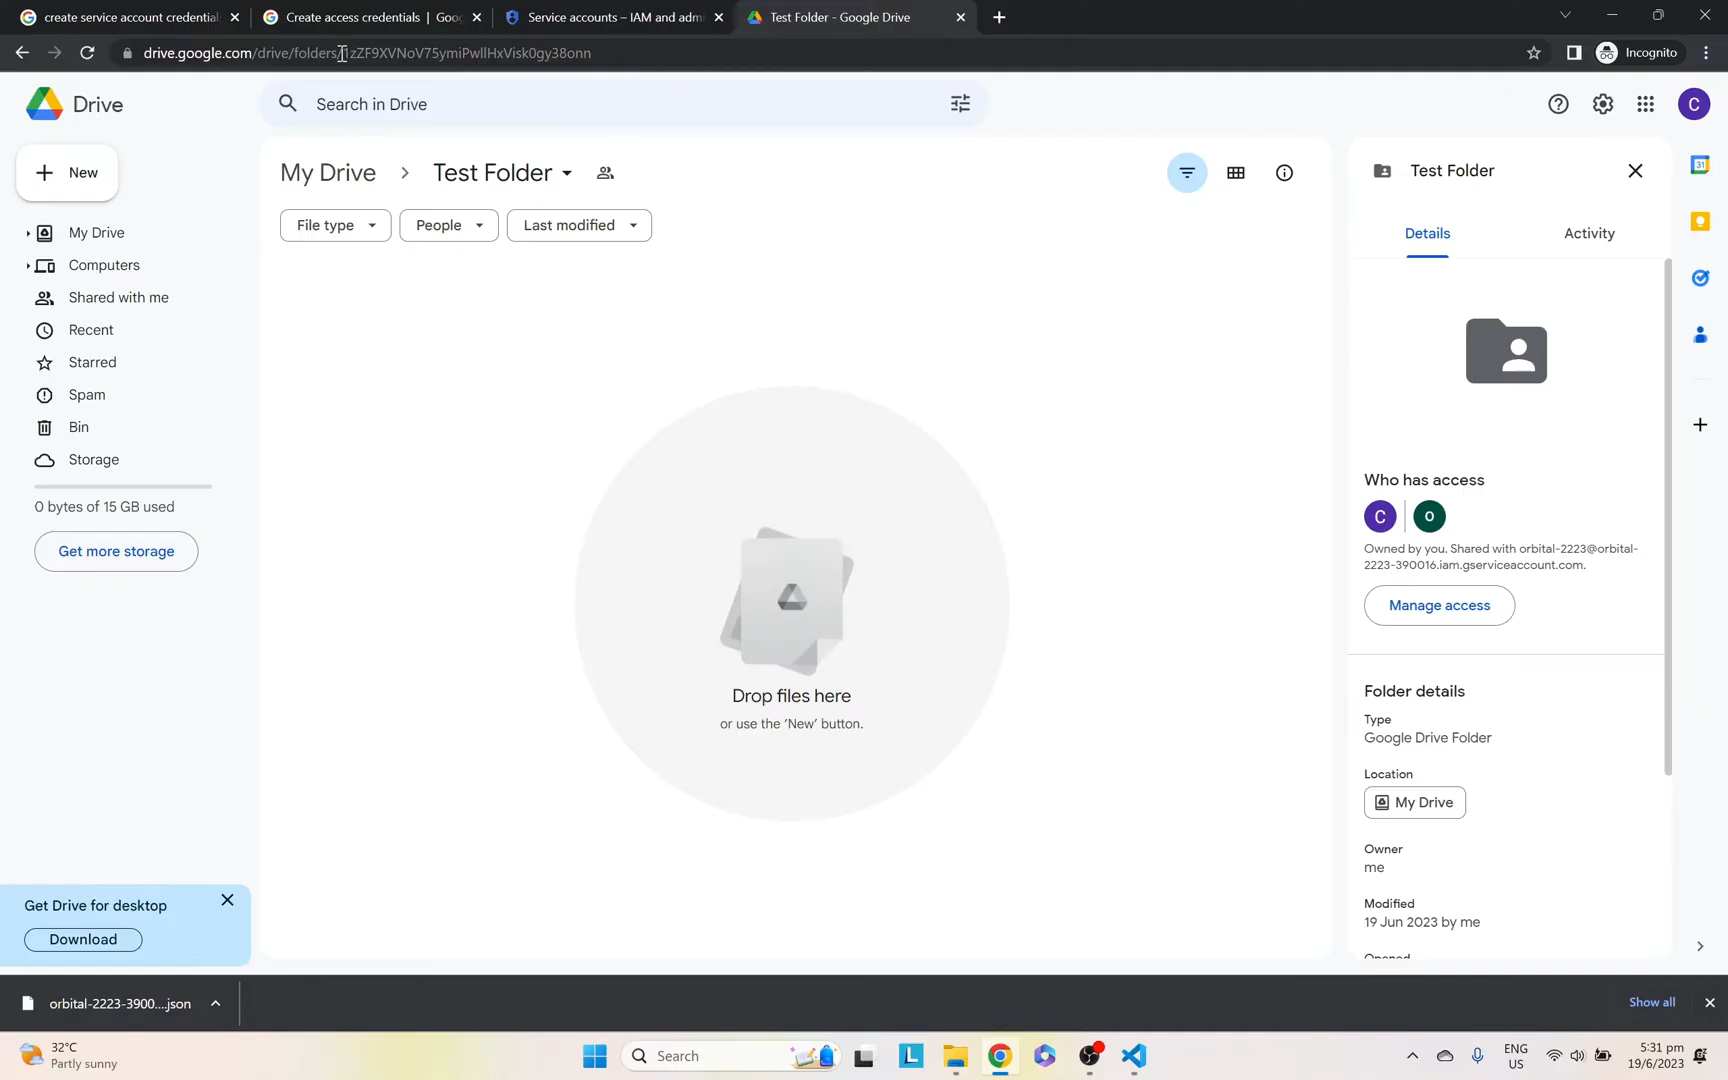 create service account credential
Create access credentials | Goog
Service accounts – IAM and admi
Test Folder - Google Drive
drive.google.com/drive/folders/1zZF9XVNoV75ymiPwllHxVisk0gy38onn
Incognito
Drive
Search in Drive
C
New
My Drive
Computers
Shared with me
Recent
Starred
Spam
Bin
Storage
0 bytes of 15 GB used
Get more storage
My Drive > Test Folder
File type
People
Last modified
Drop files here
or use the ‘New’ button.
Test Folder
Details
Activity
Who has access
C
O
Owned by you. Shared with orbital-
2223@orbital-
2223-390016.iam.gserviceaccount.com.
Manage access
Folder details
Type
Google Drive Folder
Location
My Drive
Owner
me
Modified
19 Jun 2023 by me
Opened
31
Get Drive for desktop
Download
orbital-2223-3900....json
Show all
32°C
Partly sunny
Search
L
ENG
US
5:31 pm
19/6/2023